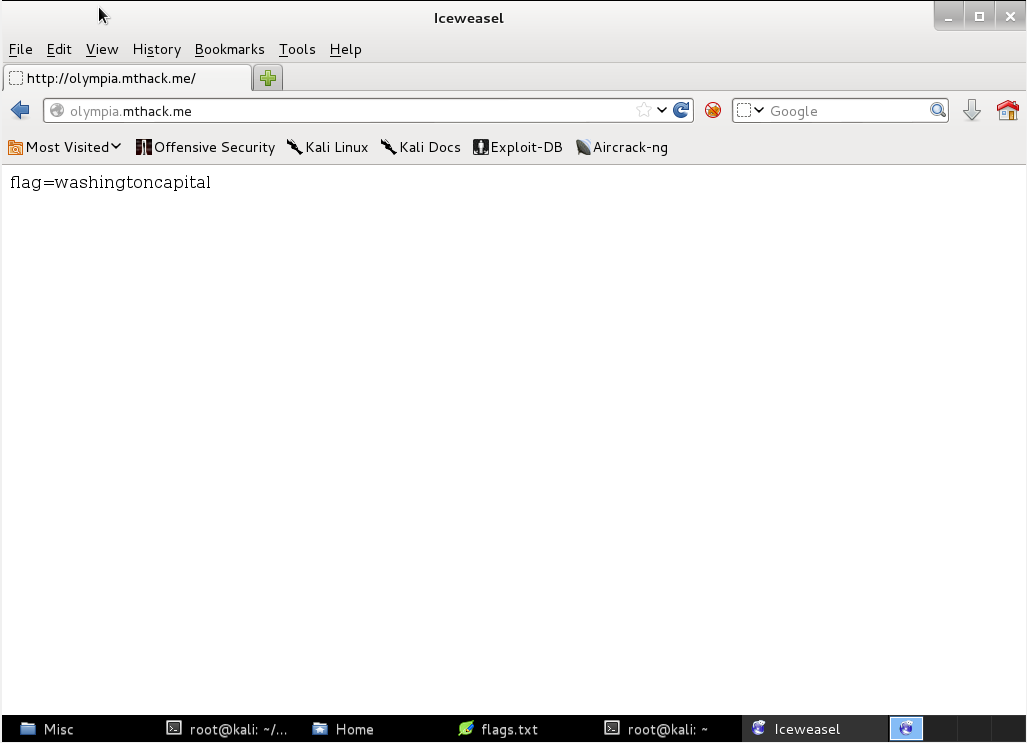 Iceweasel
File Edit View History Bookmarks Tools Help
http://olympia.mthack.me/
olympia.mthack.me Google
Most Visited Offensive Security Kali Linux Kali Docs Exploit-DB Aircrack-ng
flag=washingtoncapital
Misc root@kali: ~/... Home flags.txt root@kali: ~ Iceweasel